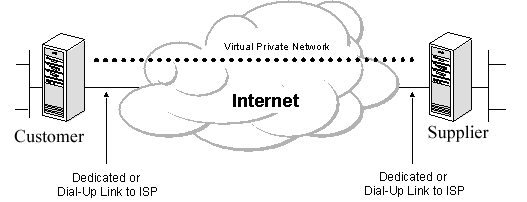 Virtual Private Network
Internet
Customer
Supplier
Dedicated or
Dial-Up Link to ISP
Dedicated or
Dial-Up Link to ISP